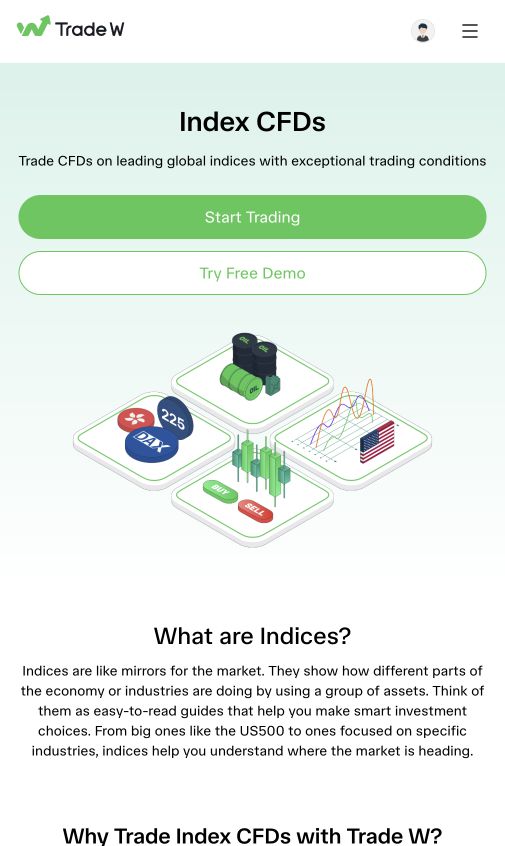 Trade W
Index CFDs
Trade CFDs on leading global indices with exceptional trading conditions
Start Trading
Try Free Demo
OIL
OIL
OIL
225
DAX
BUY
SELL
What are Indices?
Indices are like mirrors for the market. They show how different parts of
the economy or industries are doing by using a group of assets. Think of
them as easy-to-read guides that help you make smart investment
choices. From big ones like the US500 to ones focused on specific
industries, indices help you understand where the market is heading.
Why Trade Index CFDs with Trade W?